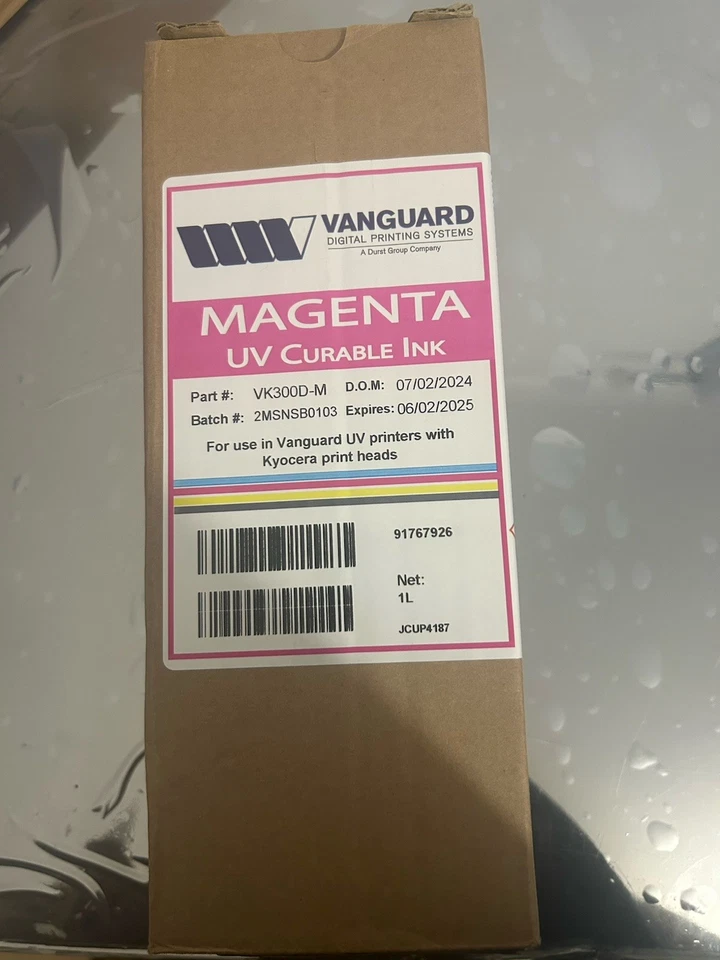 VANGUARD
DIGITAL PRINTING SYSTEMS
A Durst Group Company
MAGENTA
UV CURABLE INK
Part #: VK300D-M D.O.M: 07/02/2024
Batch #: 2MSNSB0103 Expires: 06/02/2025
For use in Vanguard UV printers with
Kyocera print heads
91767926
Net:
1L
JCUP4187